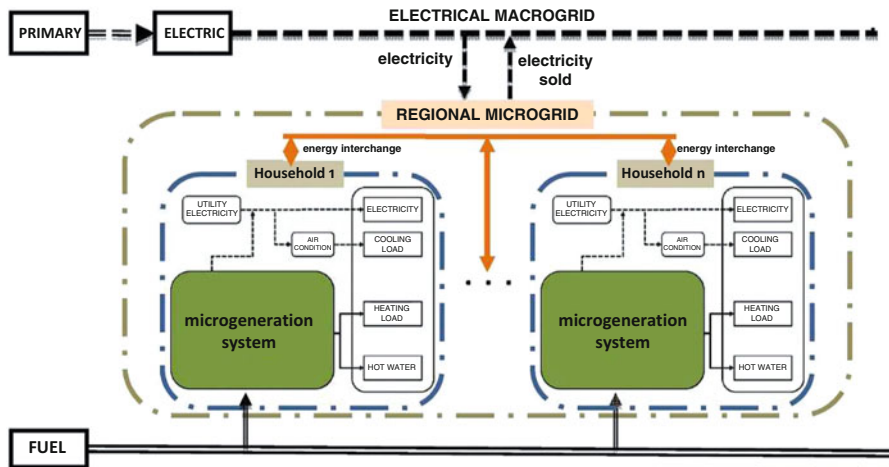 ELECTRICAL MACROGRID
PRIMARY
ELECTRIC
electricity
electricity
sold
REGIONAL MICROGRID
energy interchange
energy interchange
Household 1
Household n
UTILITY
ELECTRICITY
ELECTRICITY
AIR
CONDITION
COOLING
LOAD
microgeneration
system
HEATING
LOAD
HOT WATER
. . .
UTILITY
ELECTRICITY
ELECTRICITY
AIR
CONDITION
COOLING
LOAD
microgeneration
system
HEATING
LOAD
HOT WATER
FUEL